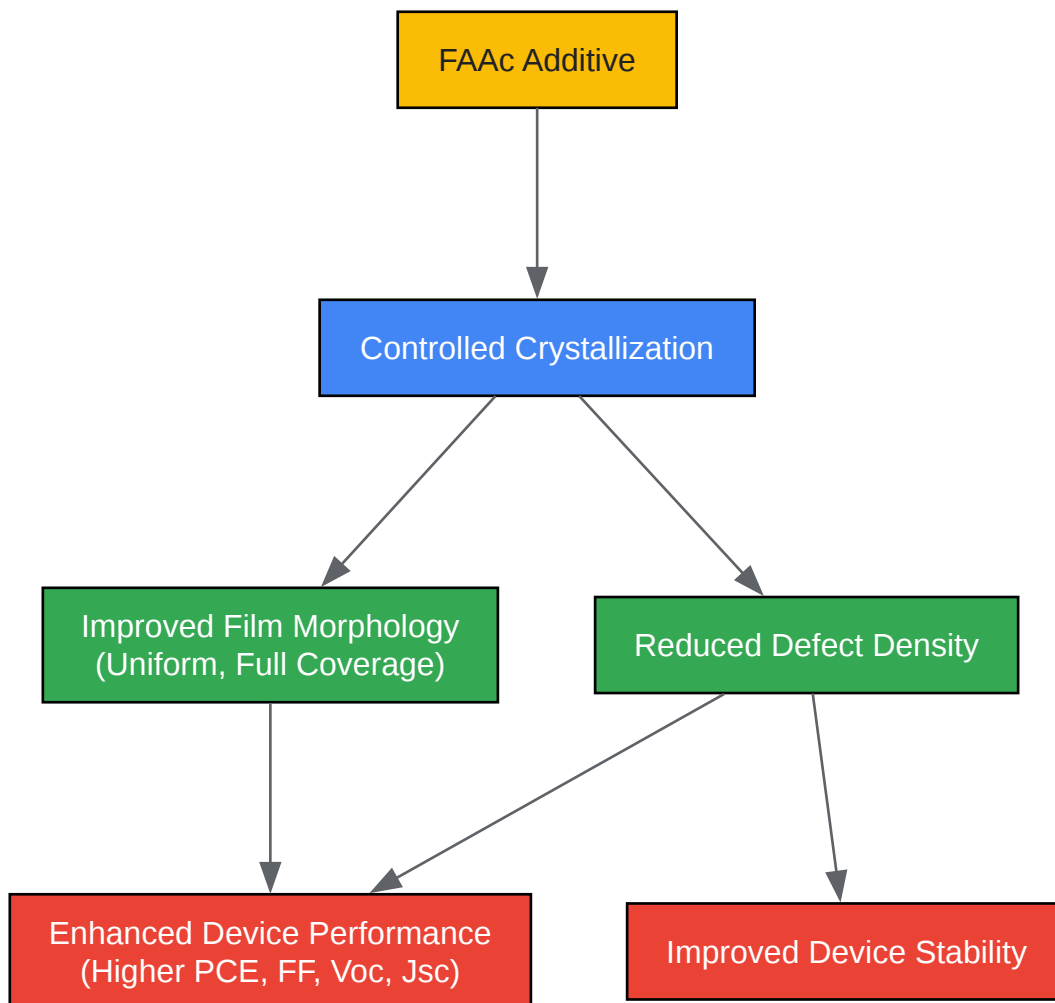 FAAc Additive
Controlled Crystallization
Improved Film Morphology
(Uniform, Full Coverage)
Reduced Defect Density
Enhanced Device Performance
(Higher PCE, FF, Voc, Jsc)
Improved Device Stability